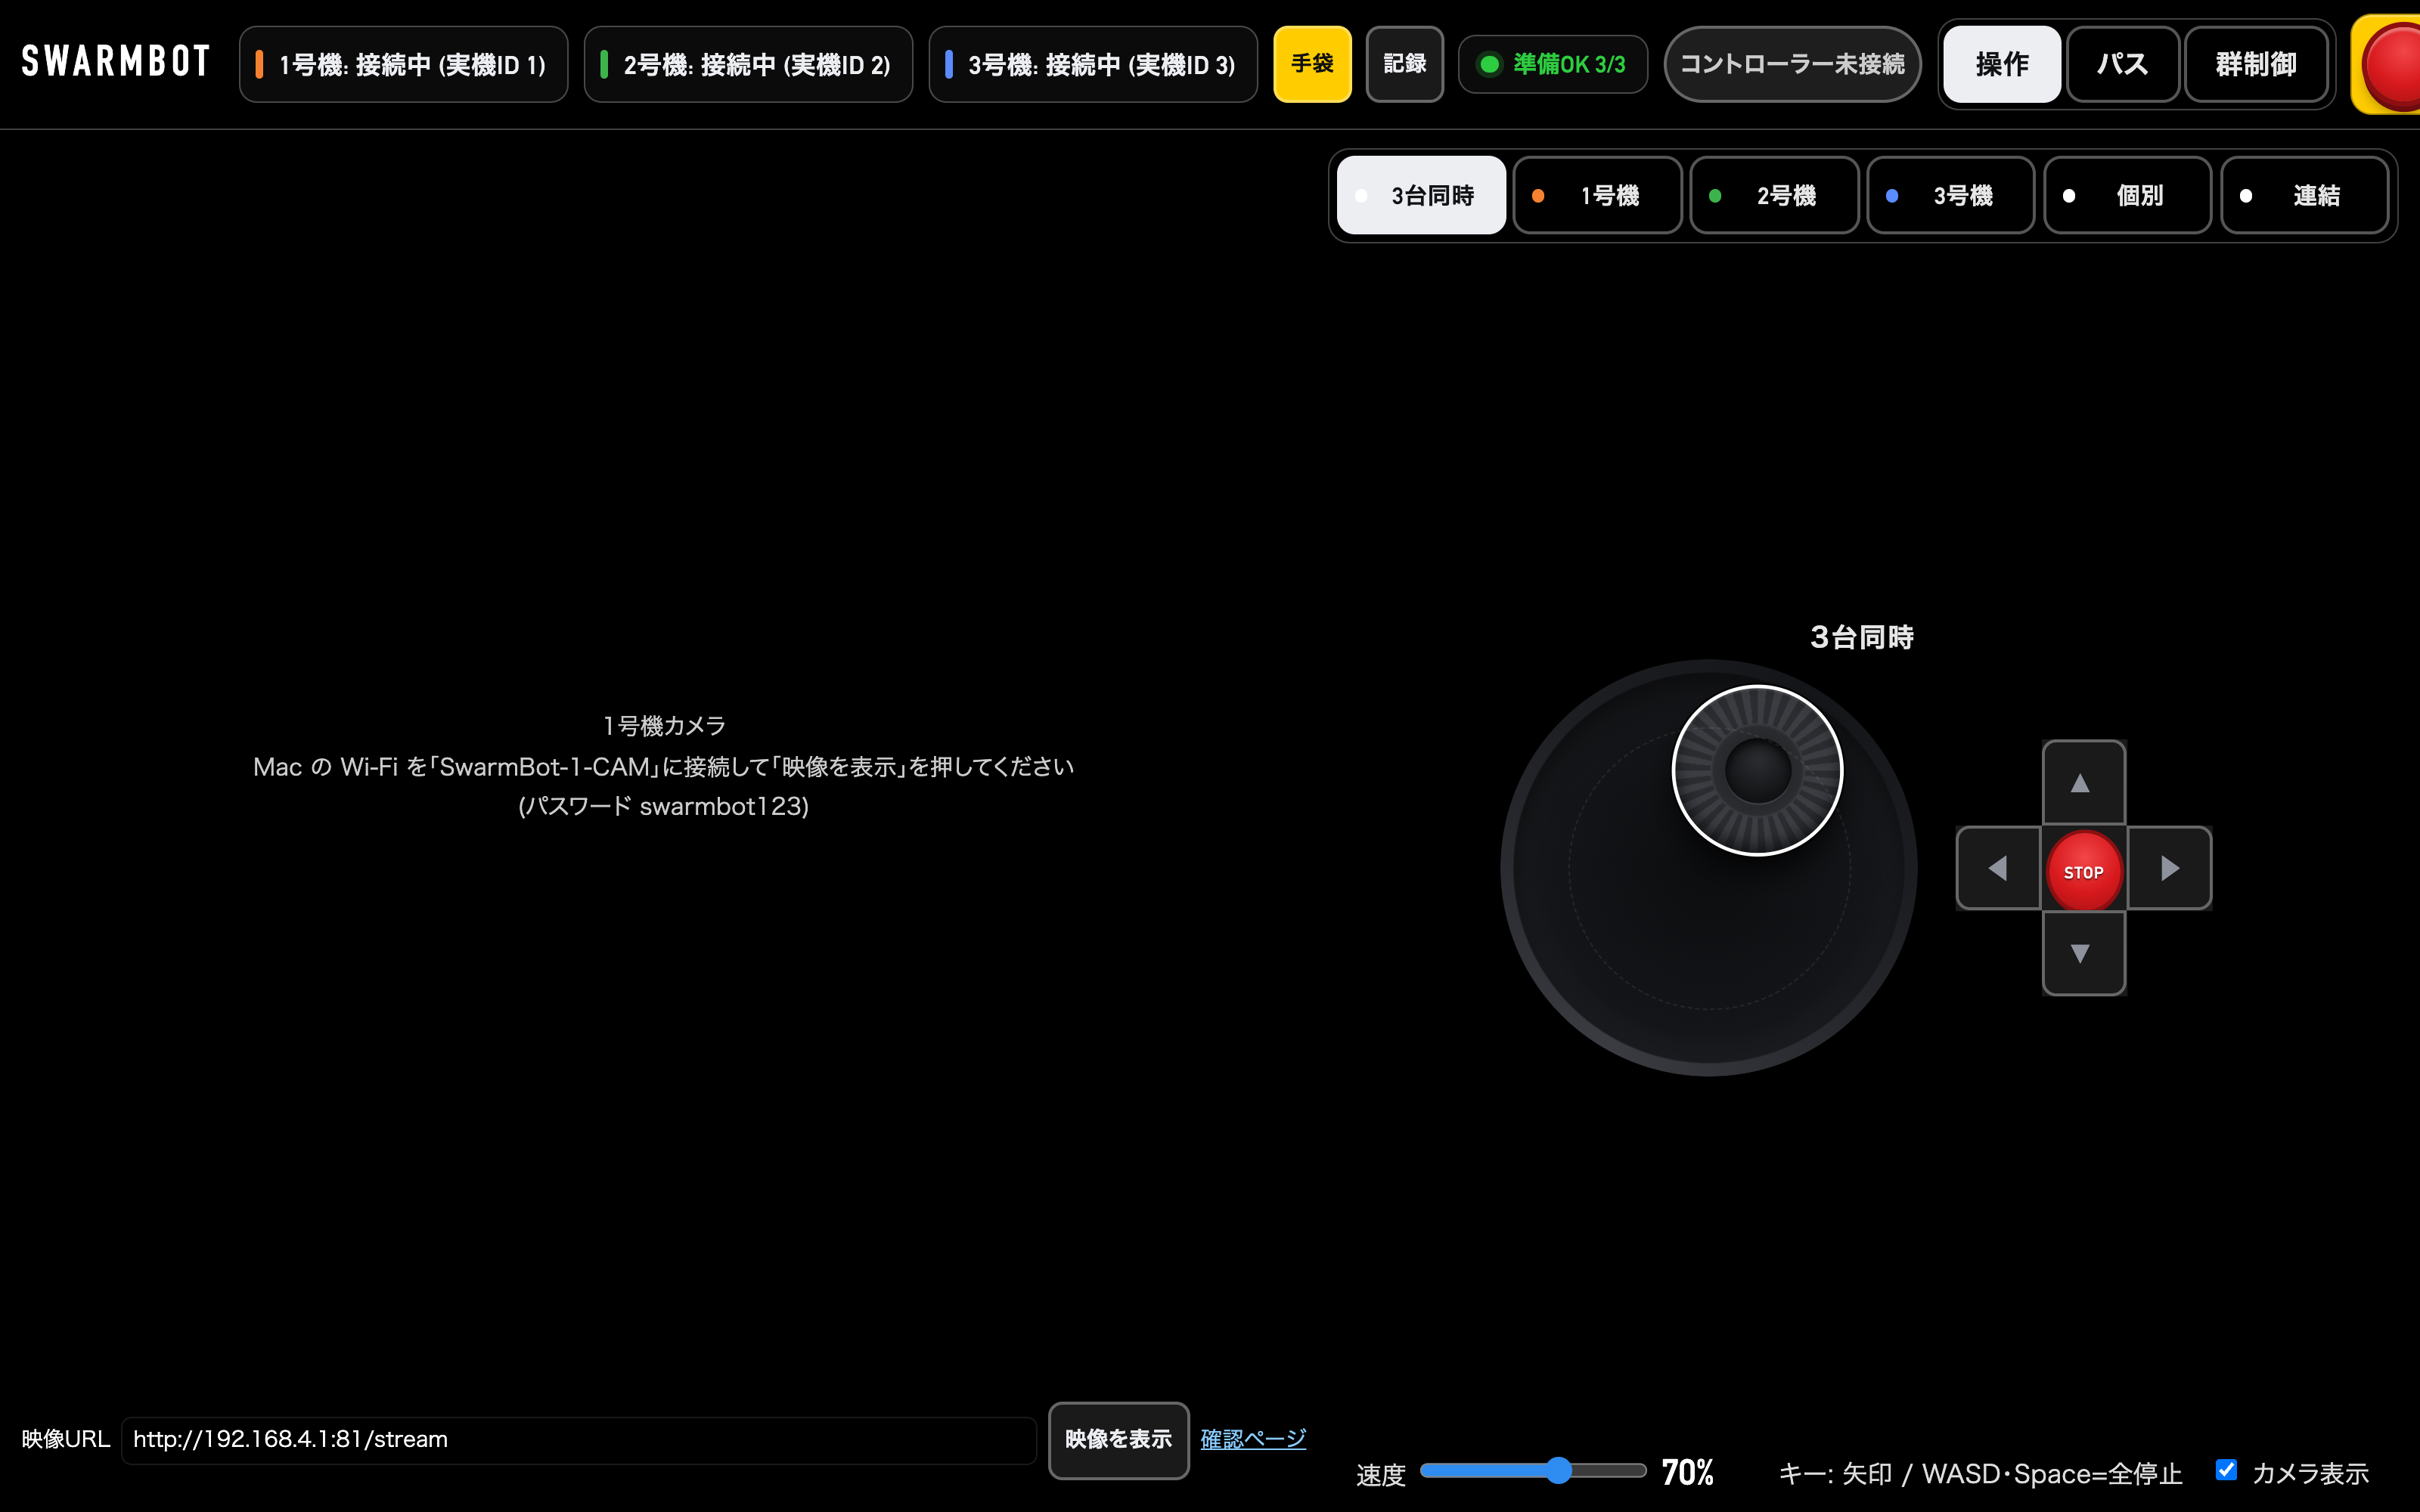 SWARMBOT
1号機: 接続中 (実機ID 1)
2号機: 接続中 (実機ID 2)
3号機: 接続中 (実機ID 3)
手袋
記録
準備OK 3/3
コントローラー未接続
操作
パス
群制御
3台同時
1号機
2号機
3号機
個別
連結
1号機カメラ
Mac の Wi-Fi を「SwarmBot-1-CAM」に接続して「映像を表示」を押してください
(パスワード swarmbot123)
3台同時
▲
◀
STOP
▶
▼
映像URL
http://192.168.4.1:81/stream
映像を表示
確認ページ
速度
70%
キー: 矢印 / WASD・Space=全停止
カメラ表示